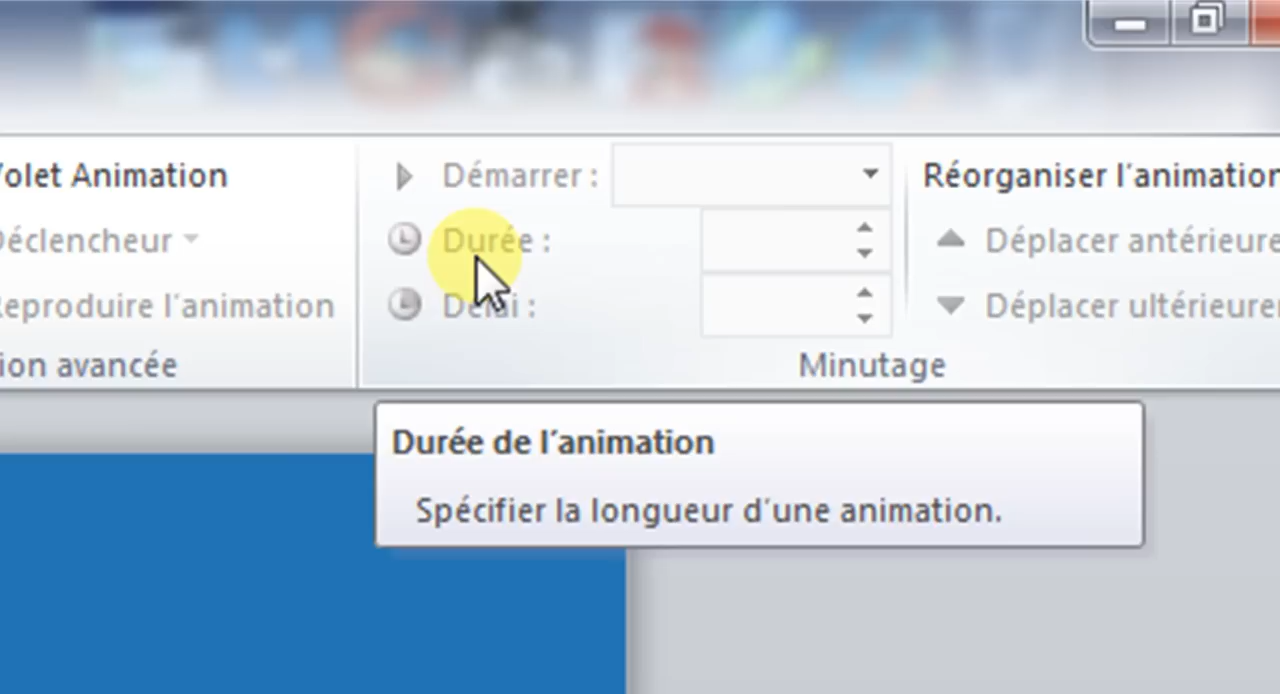 Volet Animation
Déclencheur
Reproduire l'animation
ion avancée
Démarrer :
Durée :
Délai :
Minutage
Réorganiser l'animation
Déplacer antérieure
Déplacer ultérieure
Durée de l'animation
Spécifier la longueur d'une animation.